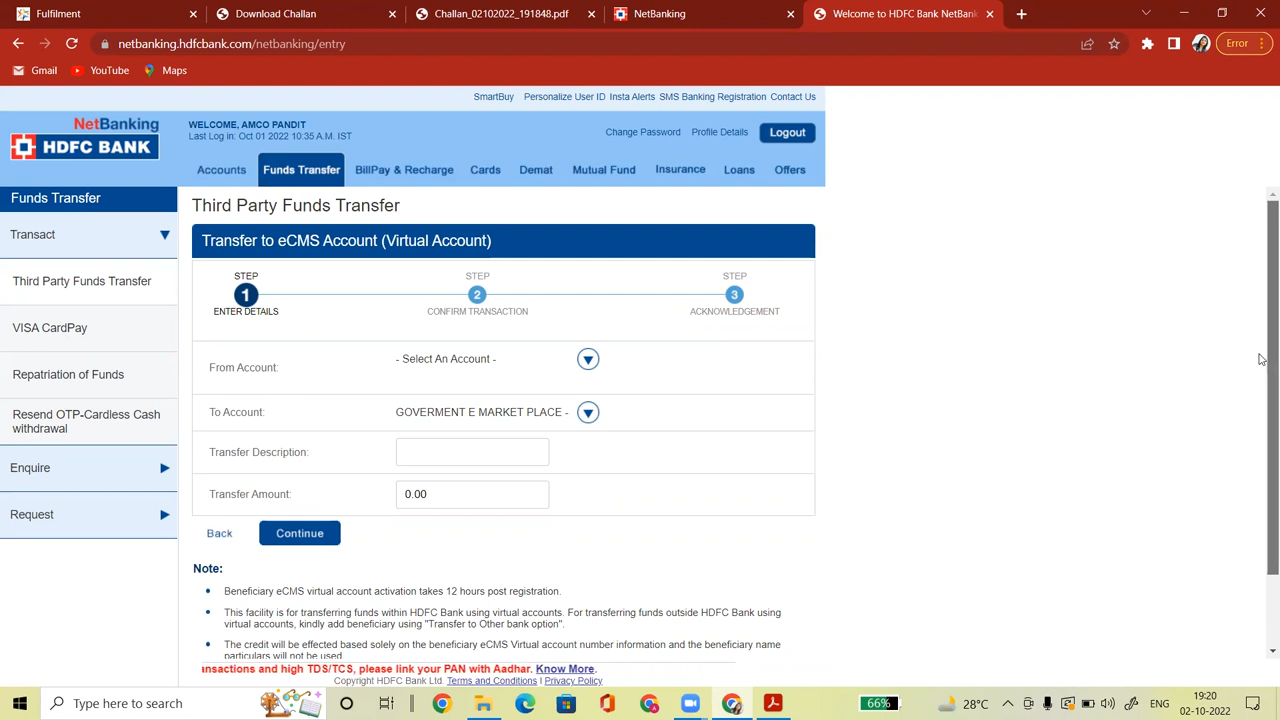 Fulfilment
Download Challan
Challan_02102022_191848.pdf
NetBanking
Welcome to HDFC Bank NetBank
netbanking.hdfcbank.com/netbanking/entry
Error
Gmail
YouTube
Maps
SmartBuy Personalize User ID Insta Alerts SMS Banking Registration Contact Us
NetBanking
HDFC BANK
WELCOME, AMCO PANDIT
Last Log in: Oct 01 2022 10:35 A.M. IST
Change Password Profile Details Logout
Accounts Funds Transfer BillPay & Recharge Cards Demat Mutual Fund Insurance Loans Offers
Funds Transfer
Transact
Third Party Funds Transfer
VISA CardPay
Repatriation of Funds
Resend OTP-Cardless Cash
withdrawal
Enquire
Request
Third Party Funds Transfer
Transfer to eCMS Account (Virtual Account)
STEP STEP STEP
1 2 3
ENTER DETAILS CONFIRM TRANSACTION ACKNOWLEDGEMENT
From Account: - Select An Account -
To Account: GOVERMENT E MARKET PLACE -
Transfer Description:
Transfer Amount: 0.00
Back Continue
Note:
Beneficiary eCMS virtual account activation takes 12 hours post registration.
This facility is for transferring funds within HDFC Bank using virtual accounts. For transferring funds outside HDFC Bank using
virtual accounts, kindly add beneficiary using "Transfer to Other bank option".
The credit will be effected based solely on the beneficiary eCMS Virtual account number information and the beneficiary name
particulars will not be used.
ansactions and high TDS/TCS, please link your PAN with Aadhar. Know More.
Copyright HDFC Bank Ltd. Terms and Conditions I Privacy Policy
Type here to search
66%
28°C
ENG
19:20
02-10-2022